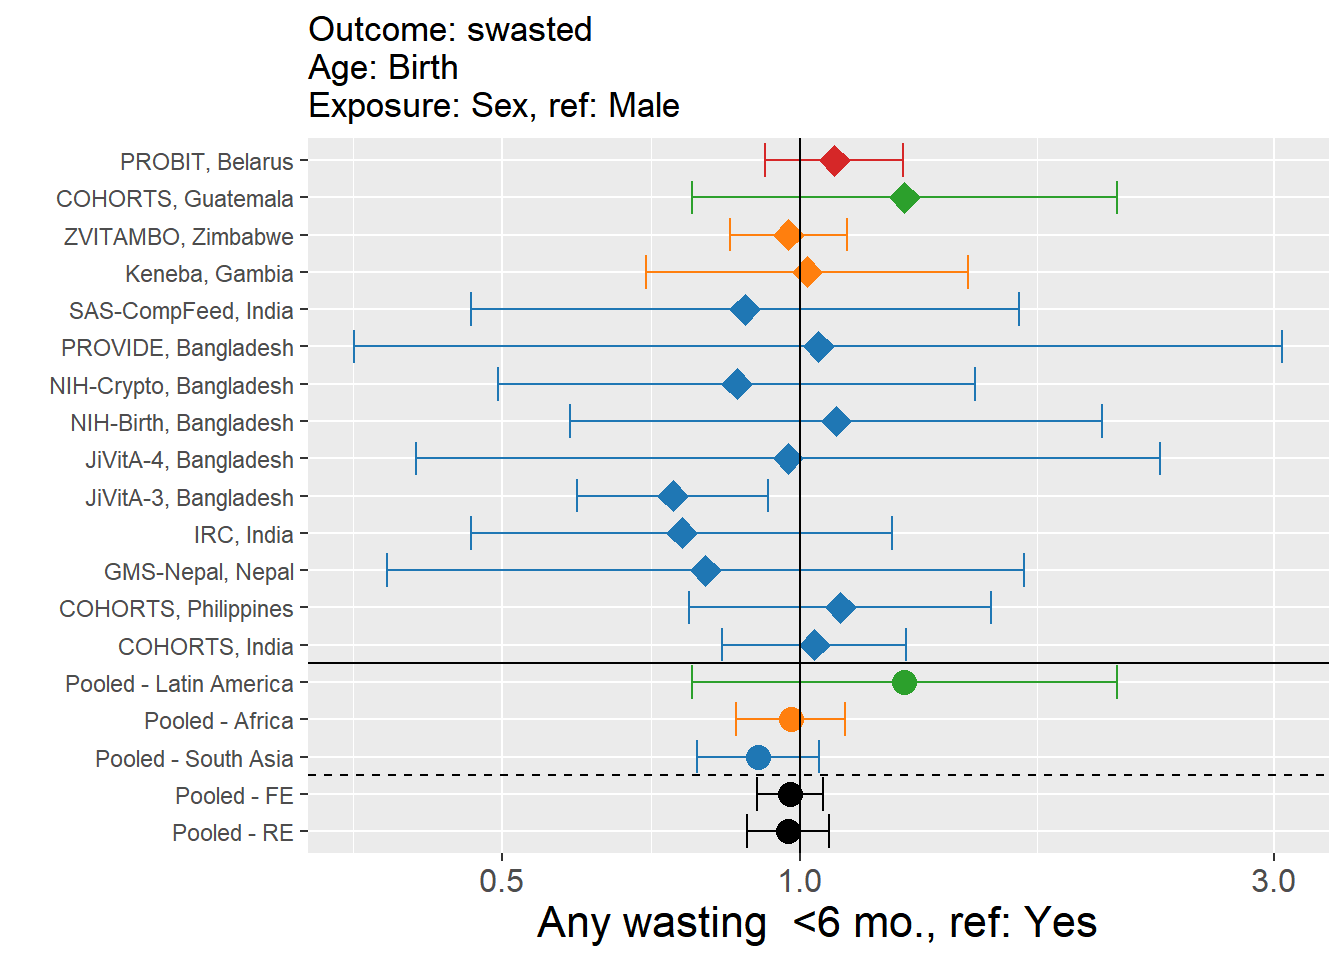 Outcome: swasted
Age: Birth
Exposure: Sex, ref: Male
PROBIT, Belarus
COHORTS, Guatemala
ZVITAMBO, Zimbabwe
Keneba, Gambia
SAS-CompFeed, India
PROVIDE, Bangladesh
NIH-Crypto, Bangladesh
NIH-Birth, Bangladesh
JiVitA-4, Bangladesh
JiVitA-3, Bangladesh
IRC, India
GMS-Nepal, Nepal
COHORTS, Philippines
COHORTS, India
Pooled - Latin America
Pooled - Africa
Pooled - South Asia
Pooled - FE
Pooled - RE
0.5 1.0 3.0
Any wasting  <6 mo., ref: Yes